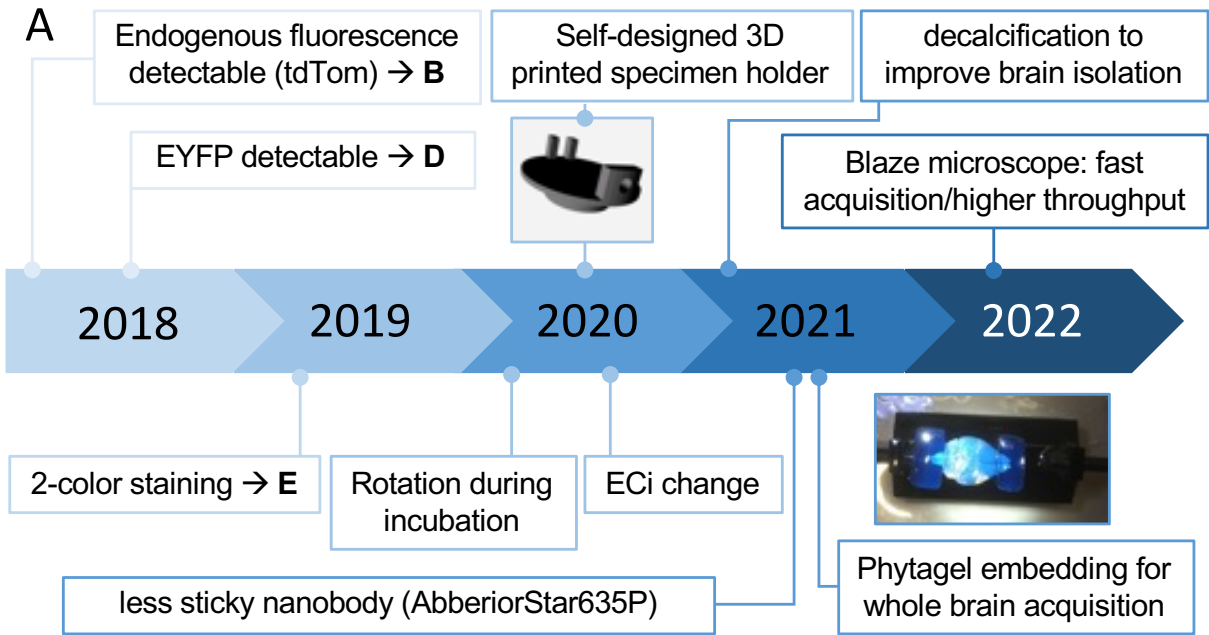 A
Endogenous fluorescence
detectable (tdTom) → B
EYFP detectable → D
Self-designed 3D
printed specimen holder
decalcification to
improve brain isolation
Blaze microscope: fast
acquisition/higher throughput
2018
2019
2020
2021
2022
2-color staining → E
Rotation during
incubation
ECi change
less sticky nanobody (AbberiorStar635P)
Phytagel embedding for
whole brain acquisition